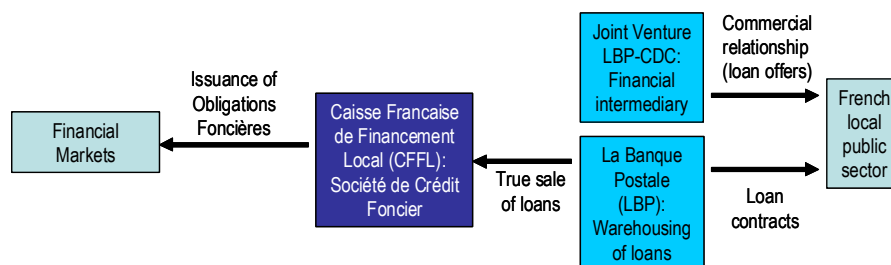 Financial
Markets
Issuance of
Obligations
Foncières
Caisse Francaise
de Financement
Local (CFFL):
Société de Crédit
Foncier
True sale
of loans
Joint Venture
LBP-CDC:
Financial
intermediary
Commercial
relationship
(loan offers)
La Banque
Postale
(LBP):
Warehousing
of loans
Loan
contracts
French
local
public
sector